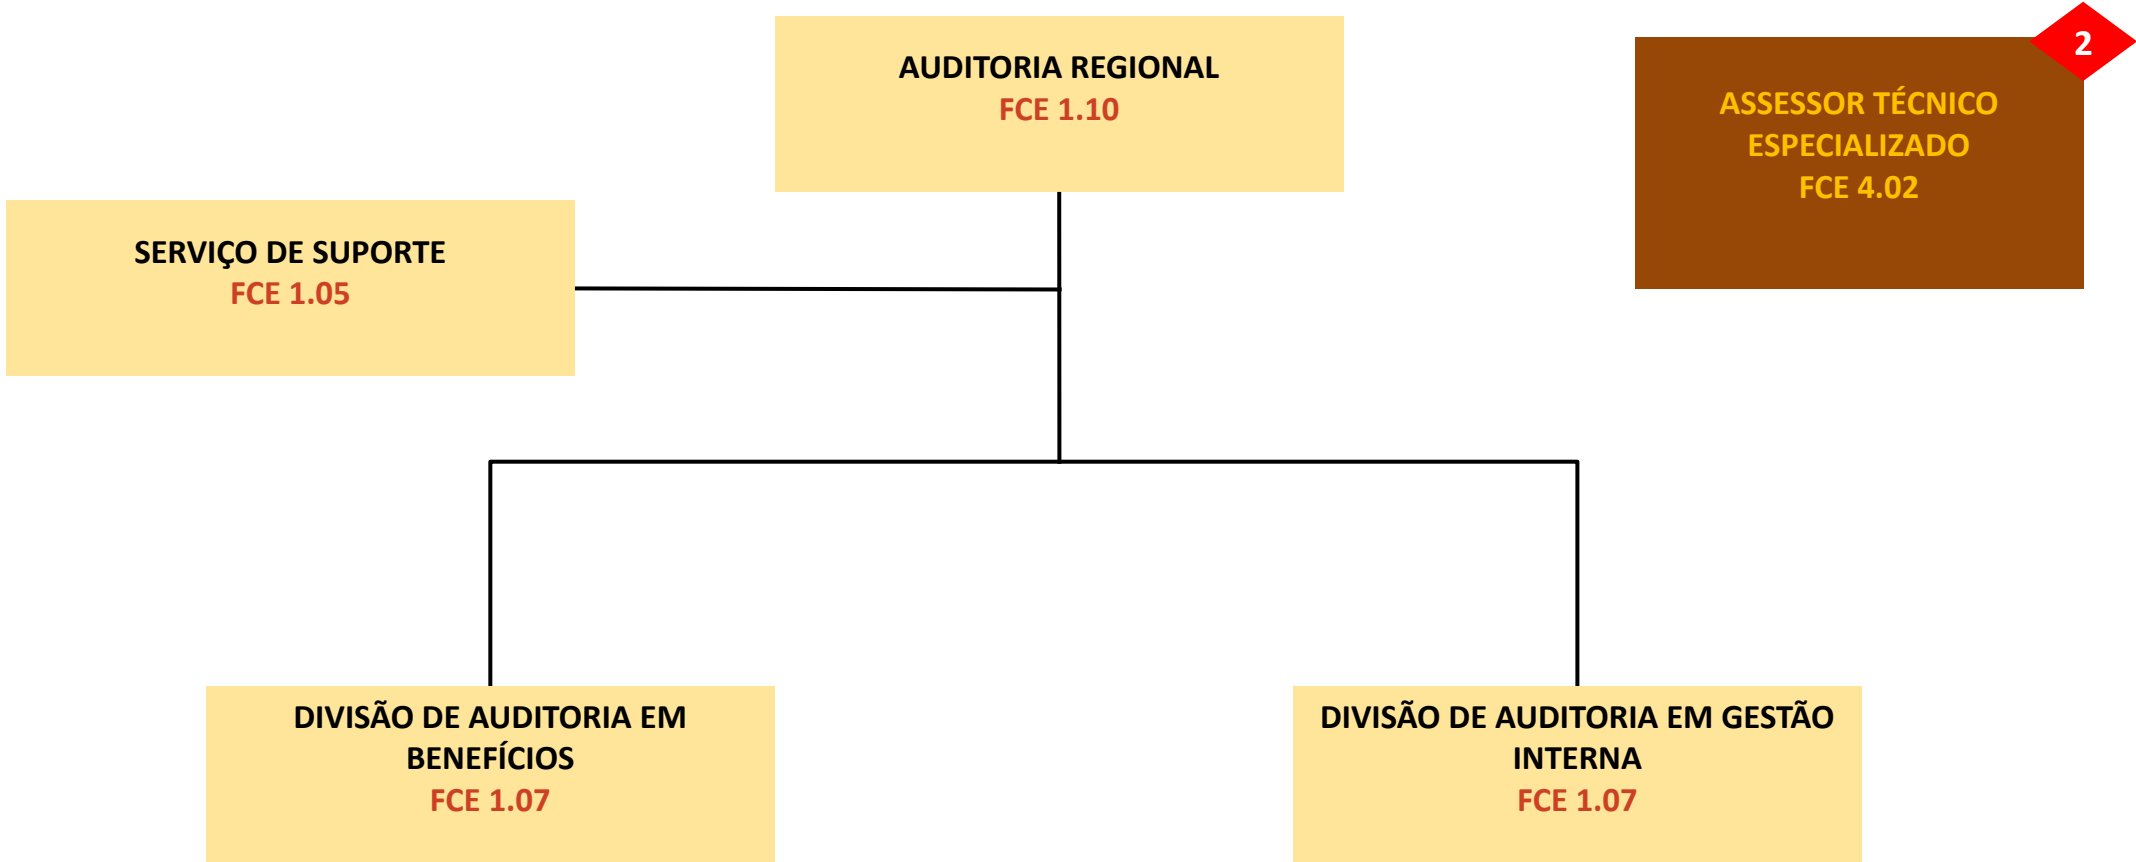 AUDITORIA REGIONAL
FCE 1.10
2
ASSESSOR TÉCNICO
ESPECIALIZADO
FCE 4.02
SERVIÇO DE SUPORTE
FCE 1.05
DIVISÃO DE AUDITORIA EM
BENEFÍCIOS
FCE 1.07
DIVISÃO DE AUDITORIA EM GESTÃO
INTERNA
FCE 1.07